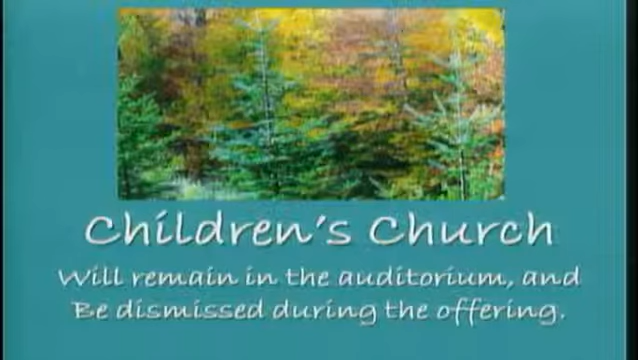 Children's Church
Will remain in the auditorium, and
Be dismissed during the offering.